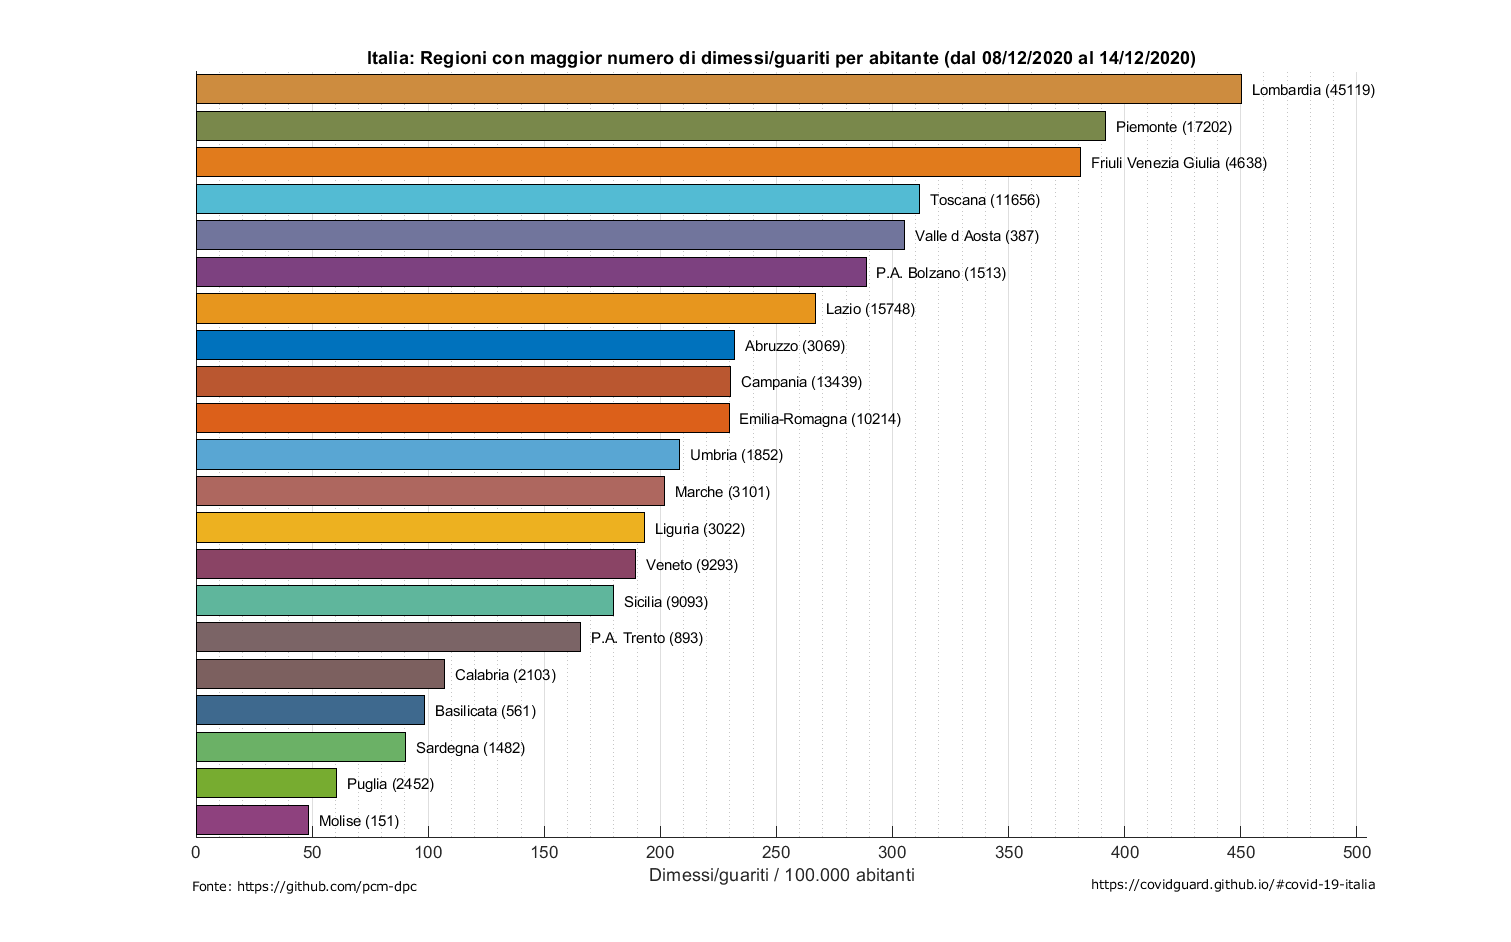 Italia: Regioni con maggior numero di dimessi/guariti per abitante (dal 08/12/2020 al 14/12/2020)
Lombardia (45119)
Piemonte (17202)
Friuli Venezia Giulia (4638)
Toscana (11656)
Valle d Aosta (387)
P.A. Bolzano (1513)
Lazio (15748)
Abruzzo (3069)
Campania (13439)
Emilia-Romagna (10214)
Umbria (1852)
Marche (3101)
Liguria (3022)
Veneto (9293)
Sicilia (9093)
P.A. Trento (893)
Calabria (2103)
Basilicata (561)
Sardegna (1482)
Puglia (2452)
Molise (151)
0 50 100 150 200 250 300 350 400 450 500
Dimessi/guariti / 100.000 abitanti
Fonte: https://github.com/pcm-dpc
https://covidguard.github.io/#covid-19-italia